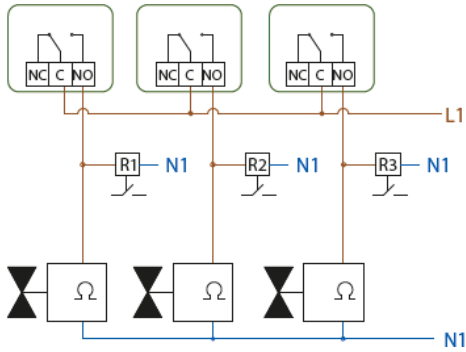 NC C NO NC C NO NC C NO
L1
R1 N1 R2 N1 R3 N1
Ω Ω Ω
N1